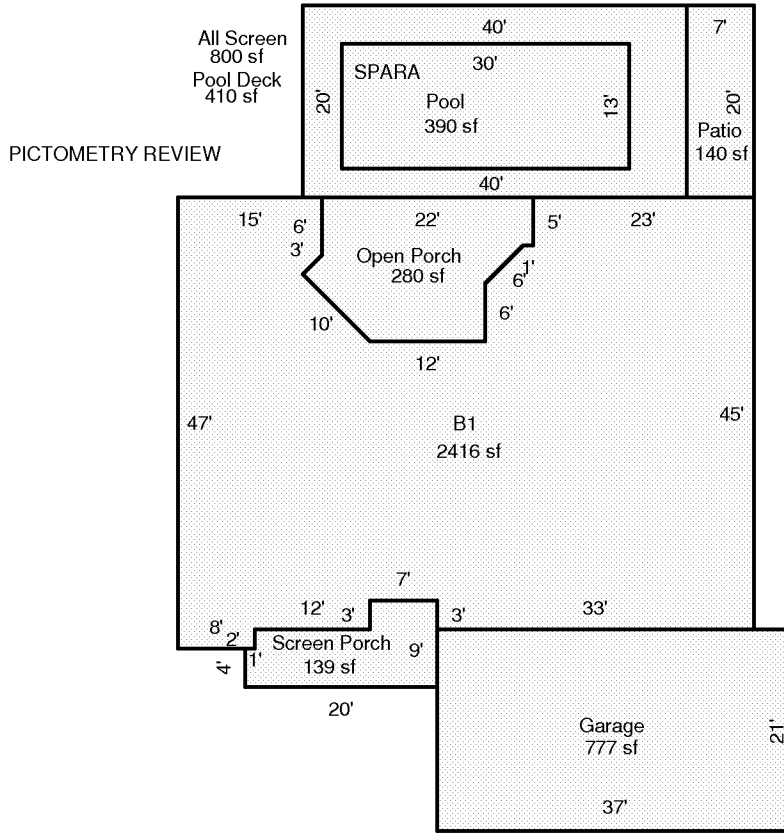 40'
7'
All Screen
800 sf
Pool Deck
410 sf
SPARA
30'
20'
Pool
390 sf
13'
20'
Patio
140 sf
PICTOMETRY REVIEW
40'
15'
6'
22'
5'
23'
3'
Open Porch
280 sf
1'
6'
6'
10'
12'
47'
B1
2416 sf
45'
7'
12'
3'
3'
33'
8'
2'
1'
4'
Screen Porch
139 sf
9'
20'
Garage
777 sf
21'
37'